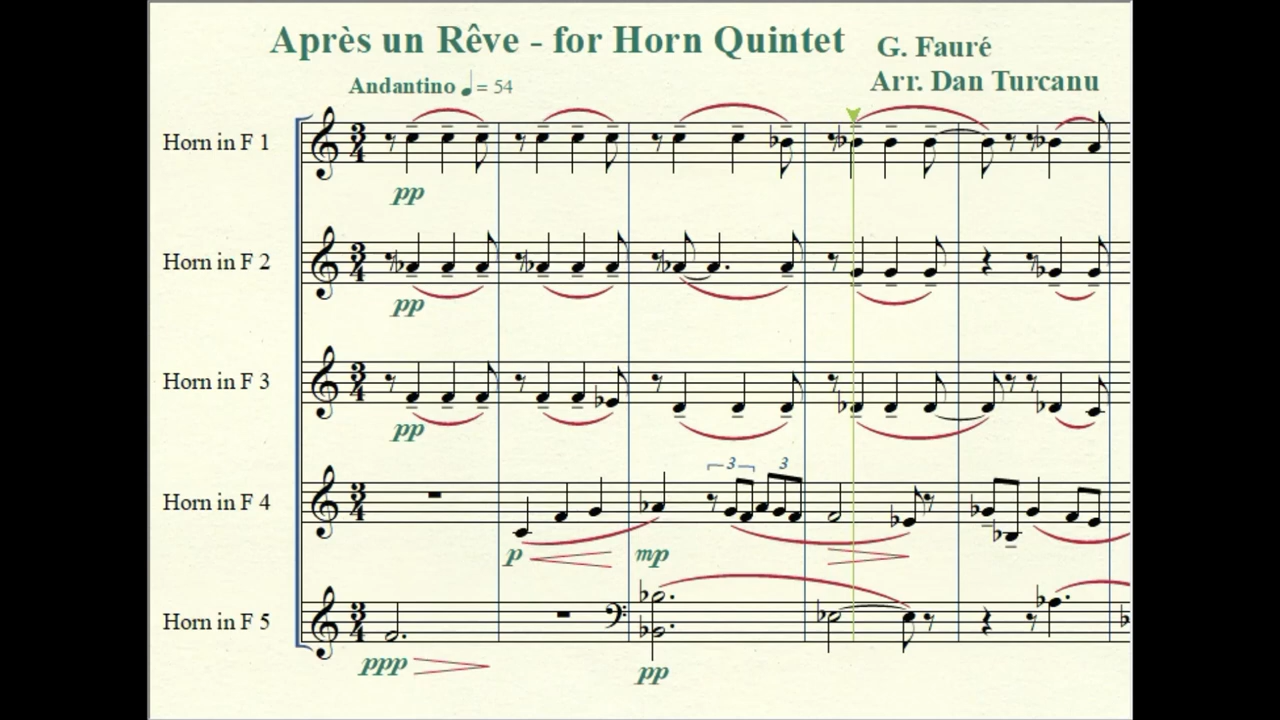 Après un Rêve - for Horn Quintet
G. Fauré
Arr. Dan Turcanu
Andantino ♩= 54
Horn in F 1
pp
Horn in F 2
pp
Horn in F 3
pp
3 3
Horn in F 4
p mp
Horn in F 5
ppp pp